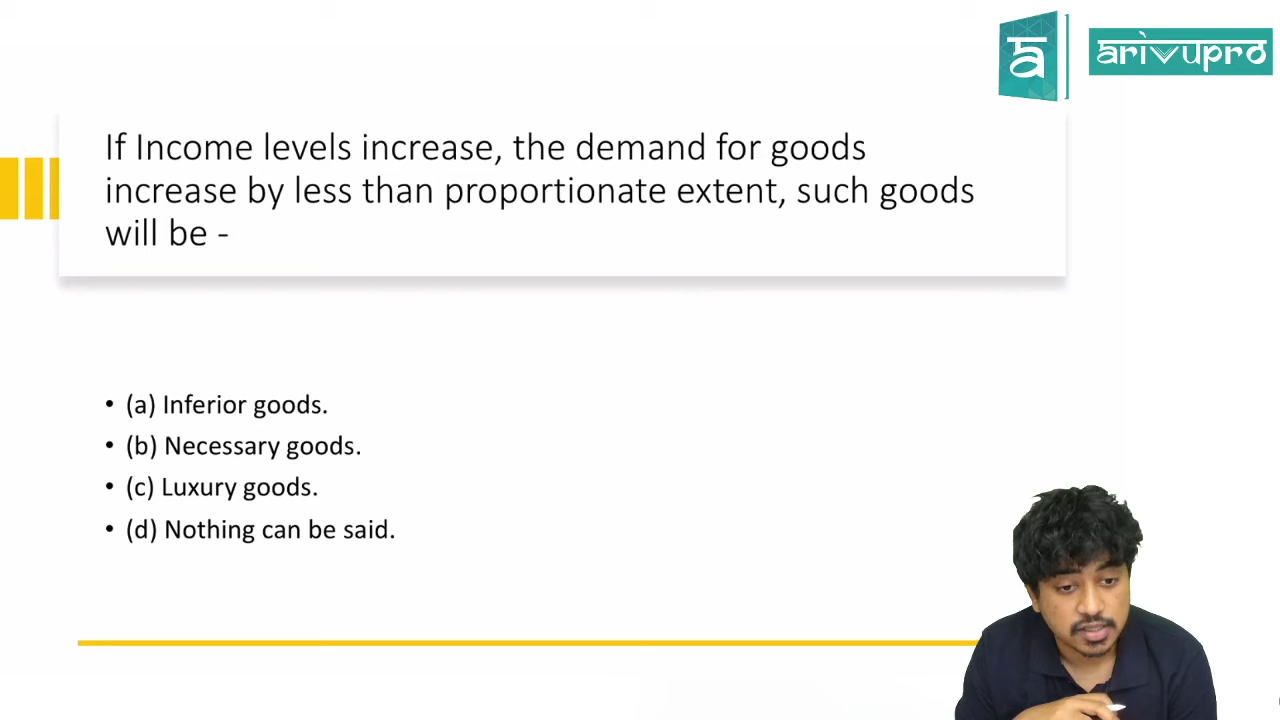 a
arivupro
If Income levels increase, the demand for goods
increase by less than proportionate extent, such goods
will be -
• (a) Inferior goods.
• (b) Necessary goods.
• (c) Luxury goods.
• (d) Nothing can be said.